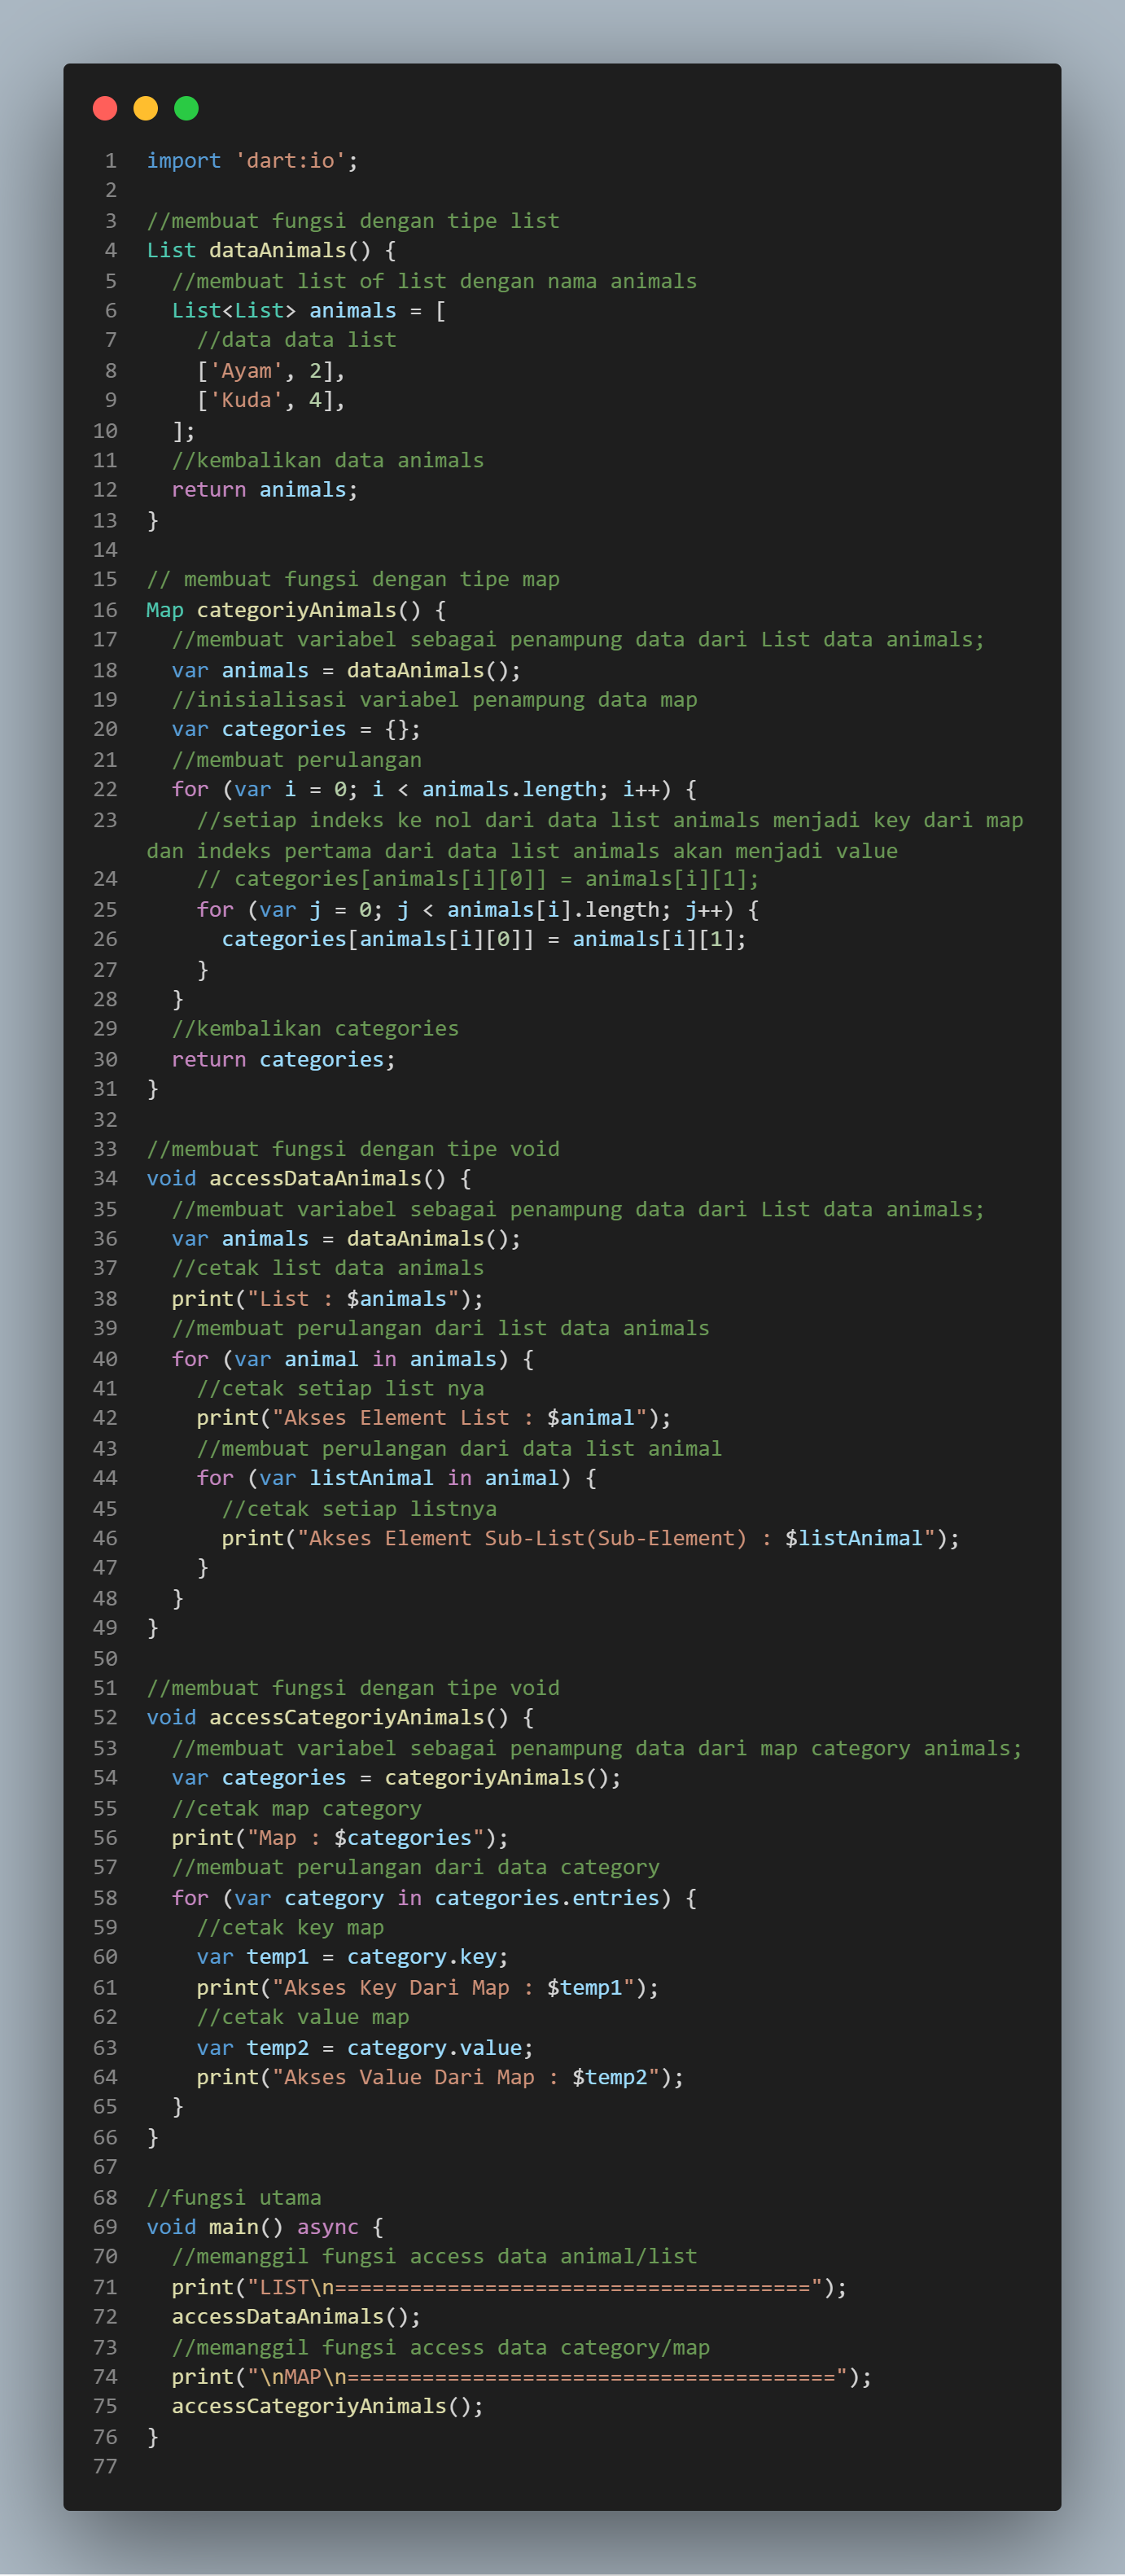 1 import 'dart:io';
2
3 //membuat fungsi dengan tipe list
4 List dataAnimals() {
5   //membuat list of list dengan nama animals
6   List<List> animals = [
7     //data data list
8     ['Ayam', 2],
9     ['Kuda', 4],
10   ];
11   //kembalikan data animals
12   return animals;
13 }
14
15 // membuat fungsi dengan tipe map
16 Map categoriyAnimals() {
17   //membuat variabel sebagai penampung data dari List data animals;
18   var animals = dataAnimals();
19   //inisialisasi variabel penampung data map
20   var categories = {};
21   //membuat perulangan
22   for (var i = 0; i < animals.length; i++) {
23     //setiap indeks ke nol dari data list animals menjadi key dari map
dan indeks pertama dari data list animals akan menjadi value
24     // categories[animals[i][0]] = animals[i][1];
25     for (var j = 0; j < animals[i].length; j++) {
26       categories[animals[i][0]] = animals[i][1];
27     }
28   }
29   //kembalikan categories
30   return categories;
31 }
32
33 //membuat fungsi dengan tipe void
34 void accessDataAnimals() {
35   //membuat variabel sebagai penampung data dari List data animals;
36   var animals = dataAnimals();
37   //cetak list data animals
38   print("List : $animals");
39   //membuat perulangan dari list data animals
40   for (var animal in animals) {
41     //cetak setiap list nya
42     print("Akses Element List : $animal");
43     //membuat perulangan dari data list animal
44     for (var listAnimal in animal) {
45       //cetak setiap listnya
46       print("Akses Element Sub-List(Sub-Element) : $listAnimal");
47     }
48   }
49 }
50
51 //membuat fungsi dengan tipe void
52 void accessCategoriyAnimals() {
53   //membuat variabel sebagai penampung data dari map category animals;
54   var categories = categoriyAnimals();
55   //cetak map category
56   print("Map : $categories");
57   //membuat perulangan dari data category
58   for (var category in categories.entries) {
59     //cetak key map
60     var temp1 = category.key;
61     print("Akses Key Dari Map : $temp1");
62     //cetak value map
63     var temp2 = category.value;
64     print("Akses Value Dari Map : $temp2");
65   }
66 }
67
68 //fungsi utama
69 void main() async {
70   //memanggil fungsi access data animal/list
71   print("LIST\n======================================");
72   accessDataAnimals();
73   //memanggil fungsi access data category/map
74   print("\nMAP\n=======================================");
75   accessCategoriyAnimals();
76 }
77